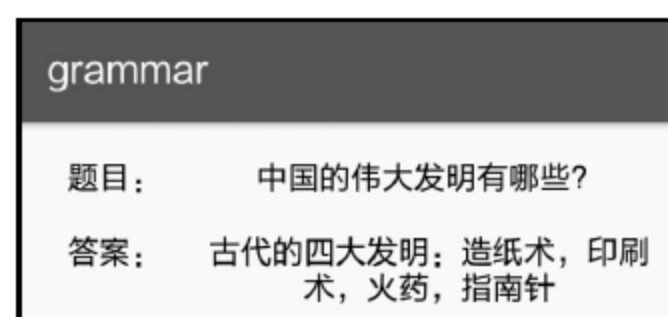 grammar
题目： 中国的伟大发明有哪些?
答案： 古代的四大发明：造纸术，印刷
术，火药，指南针